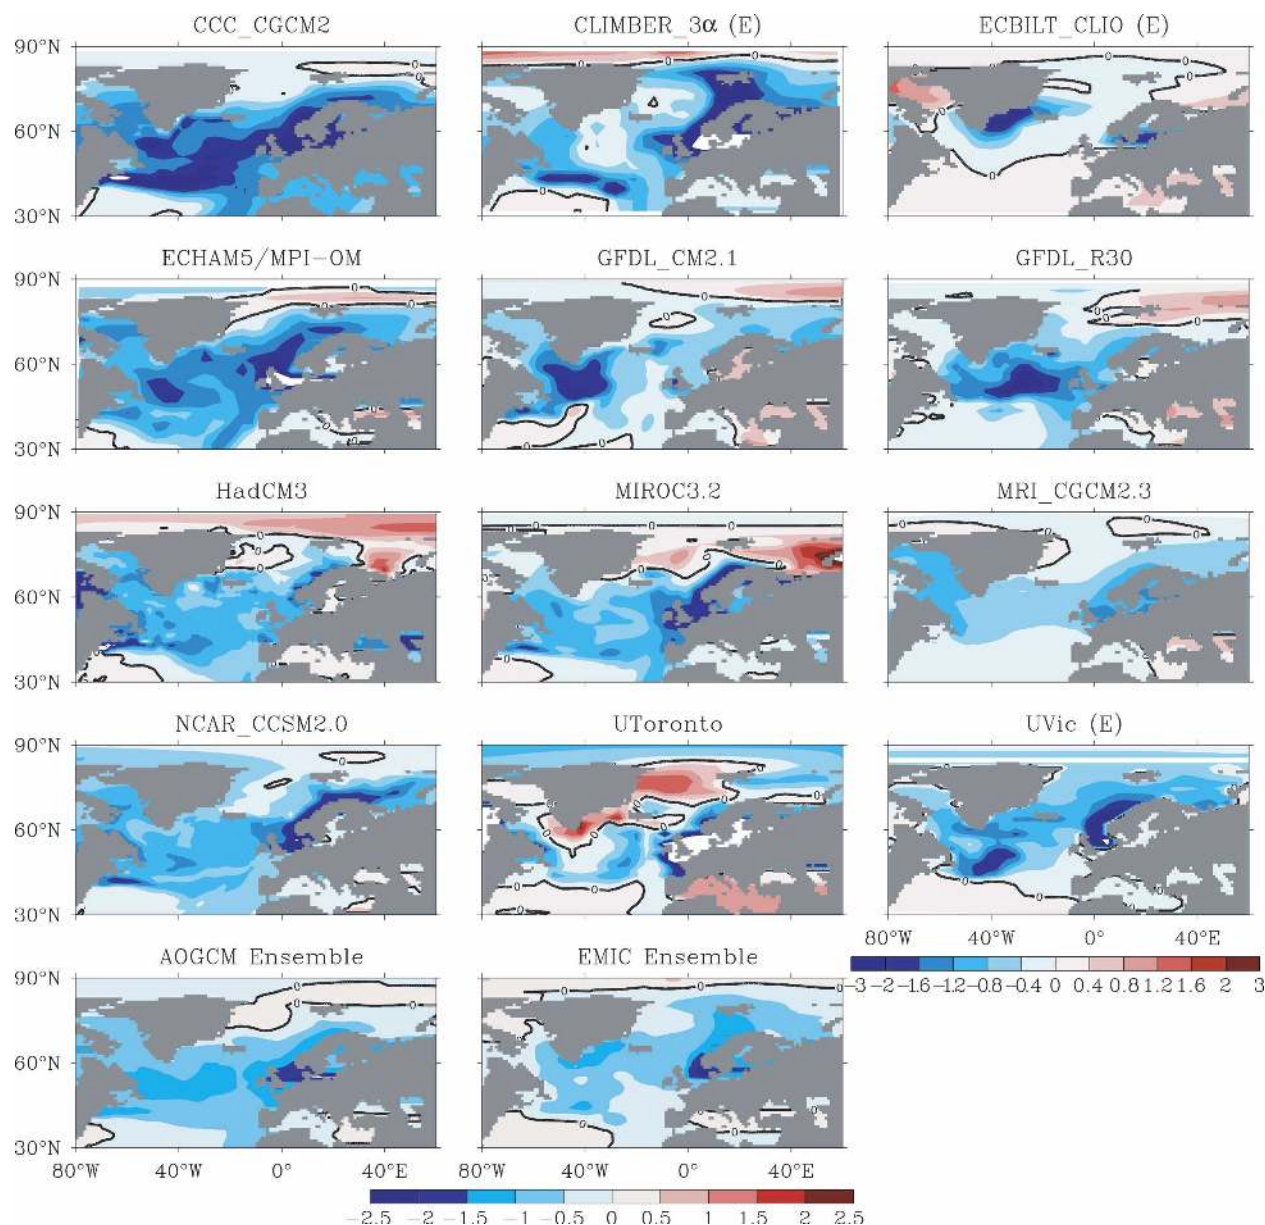 CCC_CGCM2 CLIMBER_3α (E) ECBILT_CLIO (E)
90°N
60°N
30°N
ECHAM5/MPI-OM GFDL_CM2.1 GFDL_R30
90°N
60°N
30°N
HadCM3 MIROC3.2 MRI_CGCM2.3
90°N
60°N
30°N
NCAR_CCSM2.0 UToronto UVic (E)
90°N
60°N
30°N
80°W 40°W 0° 40°E
-3 -2 -1.6 -1.2 -0.8 -0.4 0 0.4 0.8 1.2 1.6 2 3
AOGCM Ensemble EMIC Ensemble
90°N
60°N
30°N
80°W 40°W 0° 40°E 80°W 40°W 0° 40°E
-2.5 -2 -1.5 -1 -0.5 0 0.5 1 1.5 2 2.5